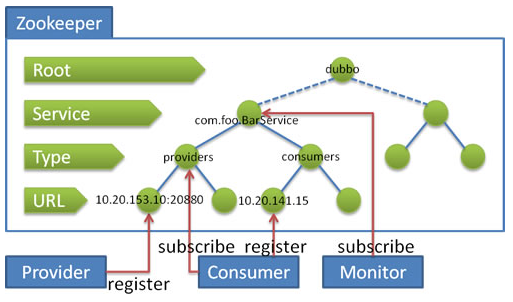 Zookeeper
Root
dubbo
Service
com.foo.BarService
Type
providers
consumers
URL
10.20.153.10:20880
10.20.141.15
subscribe
register
subscribe
Provider
register
Consumer
Monitor